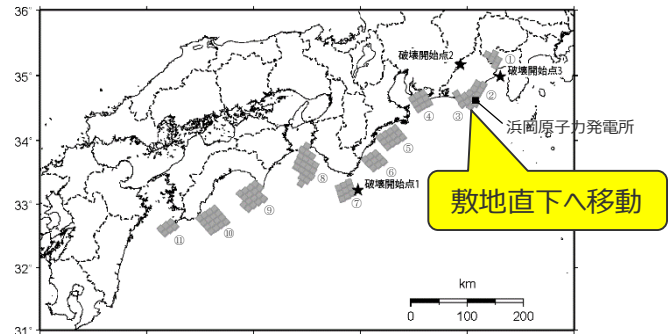 36°
35°
34°
33°
32°
31°
破壊開始点2
①
破壊開始点3
②
③
④
浜岡原子力発電所
⑤
⑥
⑧
破壊開始点1
⑦
⑨
⑩
⑪
敷地直下へ移動
km
0 100 200